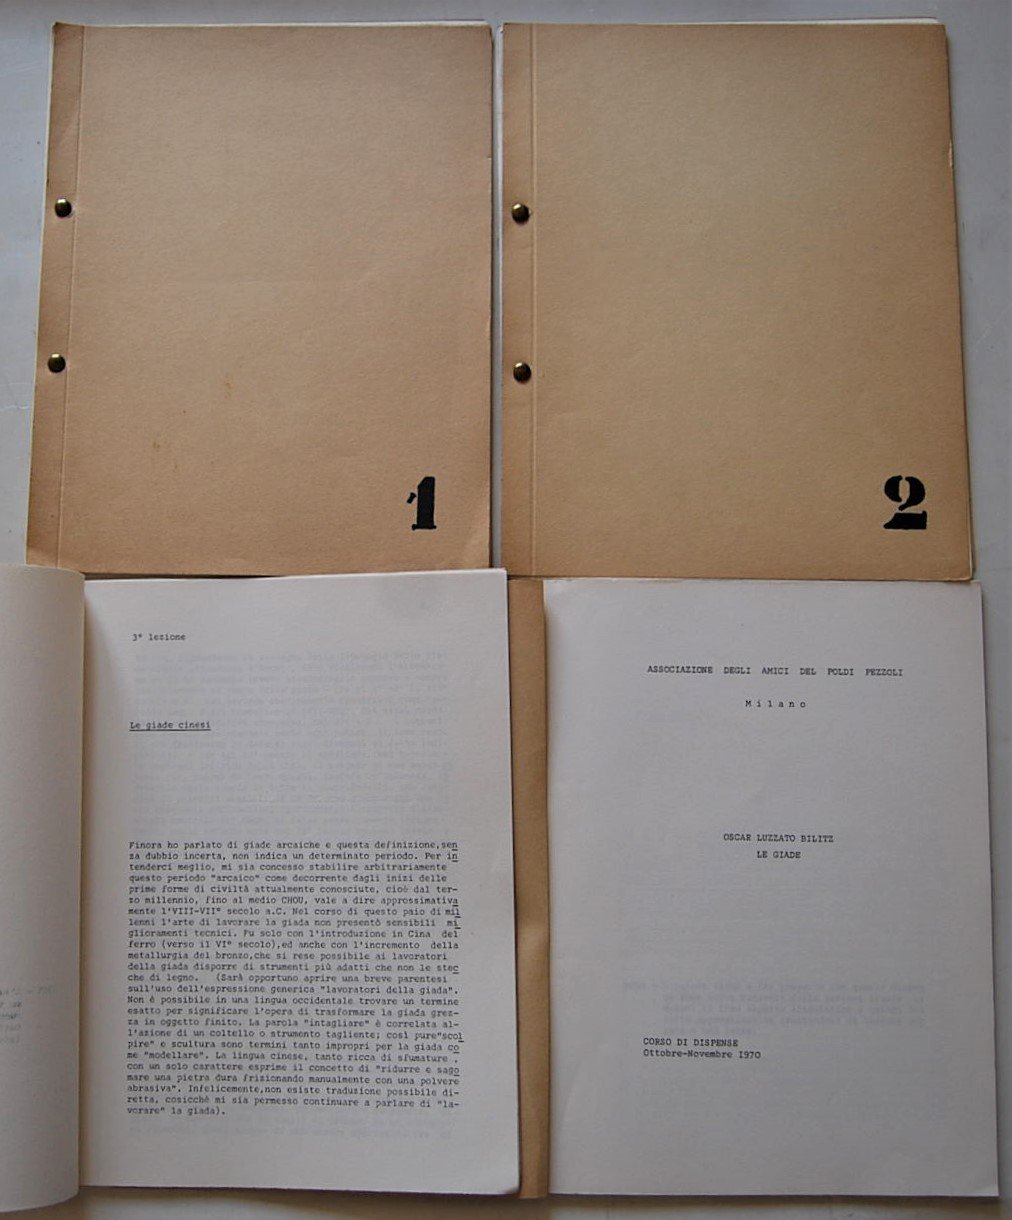 1
2
3° lezione
Le giade cinesi
Finora ho parlato di giade arcaiche e questa definizione,sen
za dubbio incerta, non indica un determinato periodo. Per in
tenderci meglio, mi sia concesso stabilire arbitrariamente
questo periodo "arcaico" come decorrente dagli inizi delle
prime forme di civiltà attualmente conosciute, cioè dal ter-
zo millennio, fino al medio CHOU, vale a dire approssimativa
mente l'VIII-VII° secolo a.C. Nel corso di questo paio di mil
lenni l'arte di lavorare la giada non presentò sensibili mi
glioramenti tecnici. Fu solo con l'introduzione in Cina del
ferro (verso il VI° secolo),ed anche con l'incremento della
metallurgia del bronzo,che si rese possibile ai lavoratori
della giada disporre di strumenti più adatti che non le stec
che di legno. (Sarà opportuno aprire una breve parentesi
sull'uso dell'espressione generica "lavoratori della giada".
Non è possibile in una lingua occidentale trovare un termine
esatto per significare l'opera di trasformare la giada grez-
za in oggetto finito. La parola "intagliare" è correlata al-
l'azione di un coltello o strumento tagliente; così pure"scol
pire" e scultura sono termini tanto impropri per la giada co
me "modellare". La lingua cinese, tanto ricca di sfumature ,
con un solo carattere esprime il concetto di "ridurre e sago
mare una pietra dura frizionando manualmente con una polvere
abrasiva". Infelicemente,non esiste traduzione possibile di-
retta, cosicchè mi sia permesso continuare a parlare di "la-
vorare" la giada).
ASSOCIAZIONE DEGLI AMICI DEL POLDI PEZZOLI
Milano
OSCAR LUZZATO BILITZ
LE GIADE
CORSO DI DISPENSE
Ottobre-Novembre 1970